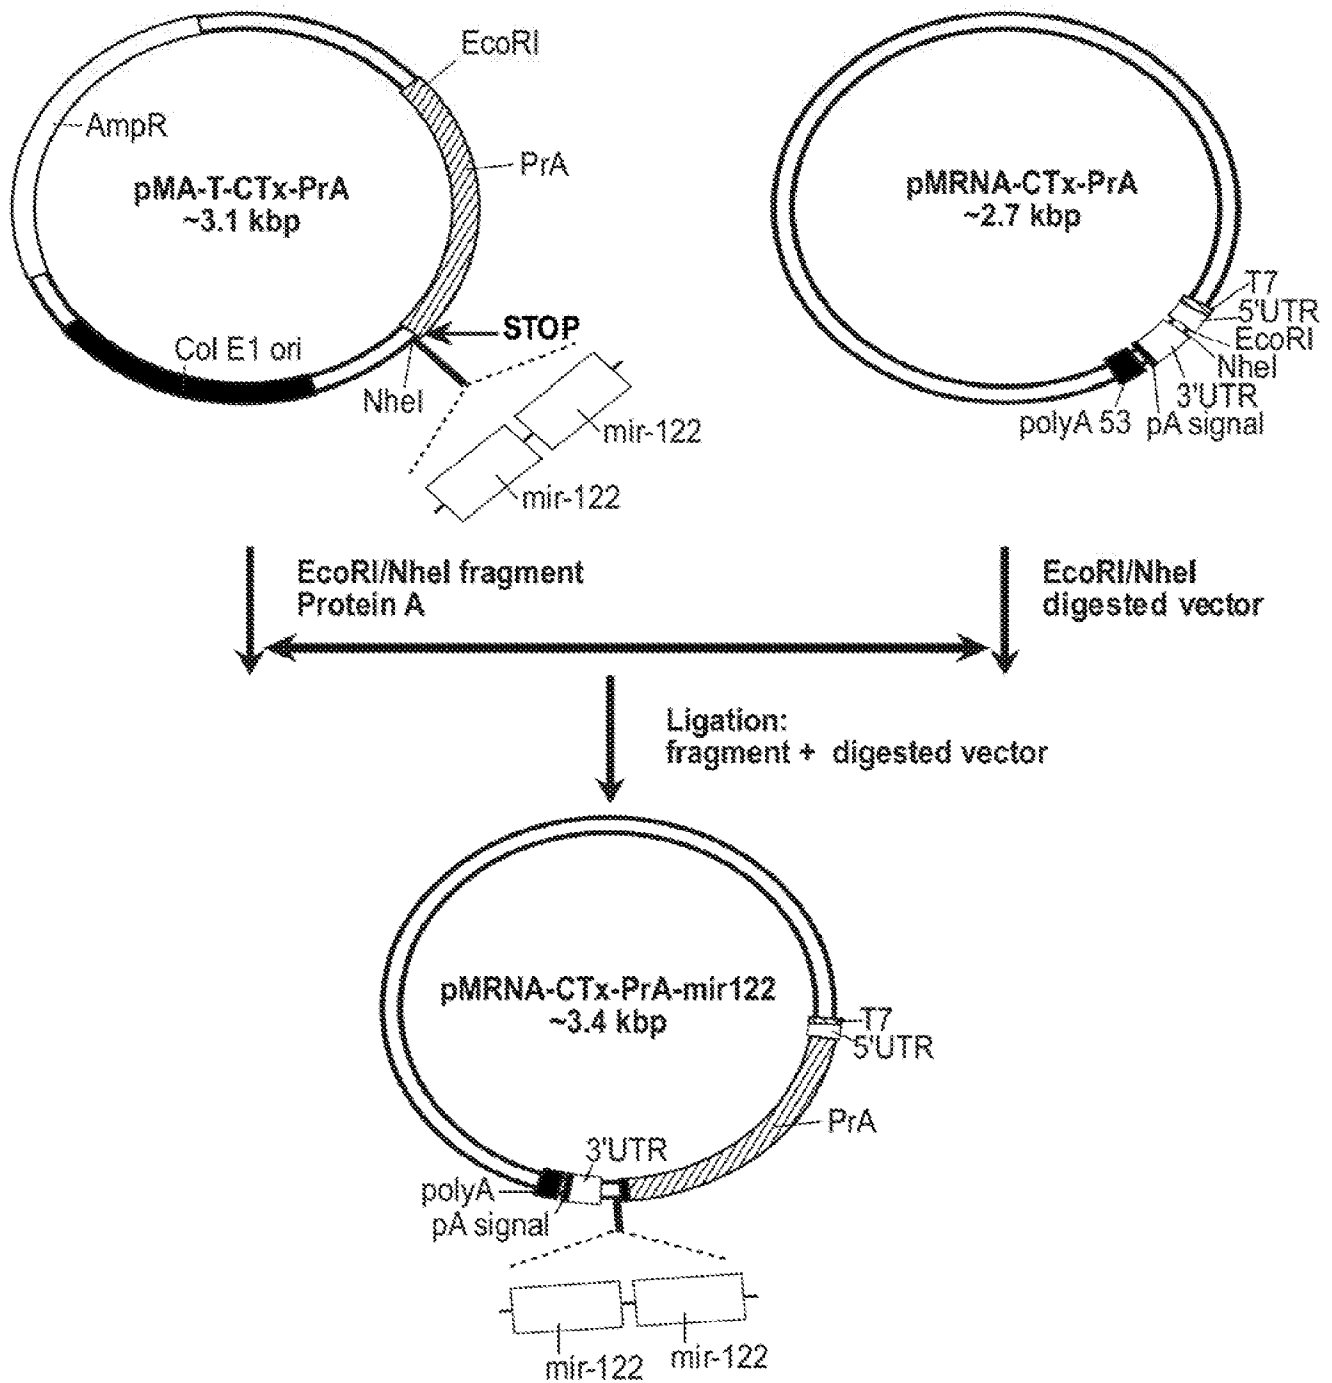 EcoRI
AmpR
PrA
pMA-T-CTx-PrA
~3.1 kbp
STOP
Col E1 ori
NheI
mir-122
mir-122
pMRNA-CTx-PrA
~2.7 kbp
T7
5'UTR
EcoRI
NheI
3'UTR
polyA 53
pA signal
EcoRI/NheI fragment
Protein A
EcoRI/NheI
digested vector
Ligation:
fragment + digested vector
pMRNA-CTx-PrA-mir122
~3.4 kbp
T7
5'UTR
PrA
3'UTR
polyA
pA signal
mir-122
mir-122